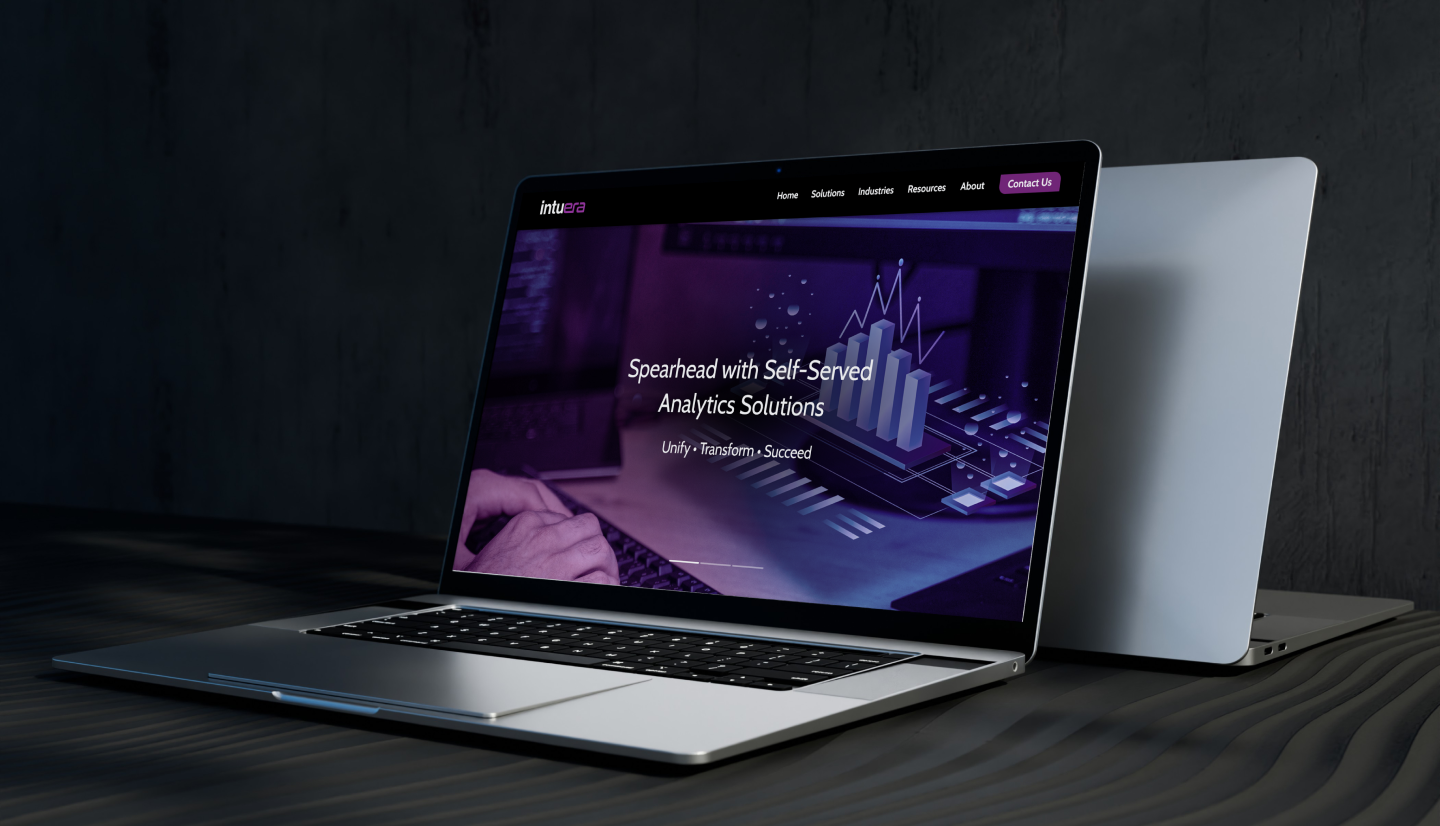 intuera
Home Solutions Industries Resources About Contact Us
Spearhead with Self-Served
Analytics Solutions
Unify • Transform • Succeed